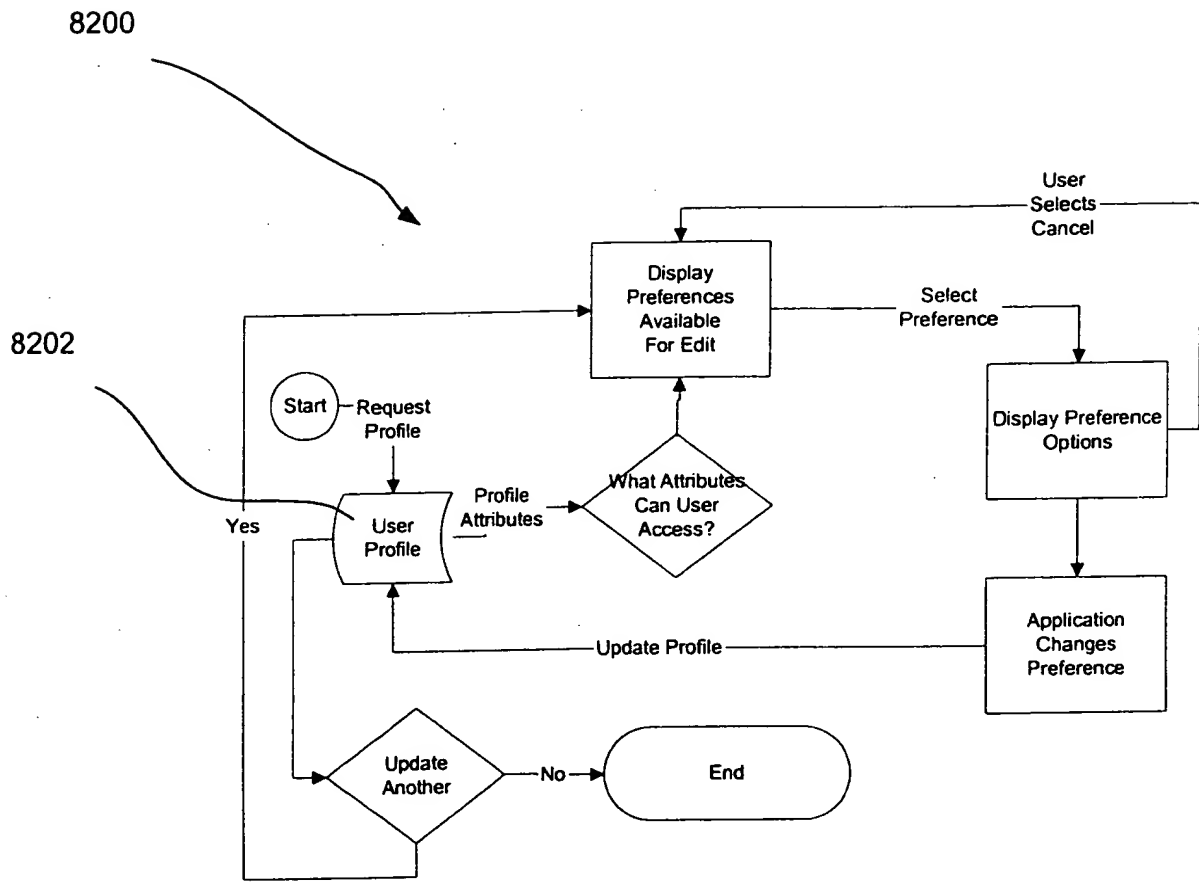 8200
User
Selects
Cancel
Display
Preferences
Available
For Edit
Select
Preference
8202
Start
Request
Profile
Display Preference
Options
What Attributes
Can User
Access?
Profile
Attributes
User
Profile
Yes
Application
Changes
Preference
Update Profile
Update
Another
No
End